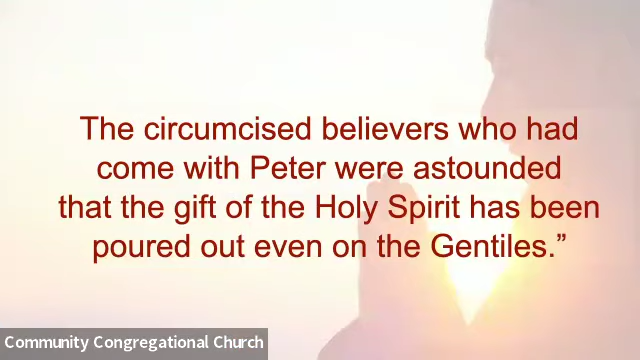 The circumcised believers who had
come with Peter were astounded
that the gift of the Holy Spirit has been
poured out even on the Gentiles.”
Community Congregational Church